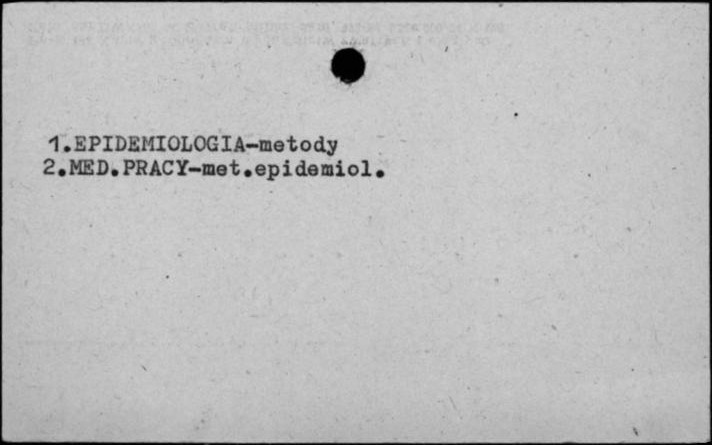 1.EPIDEMIOLOGIA-metody
2.MED.PRACY-met.epidemiol.